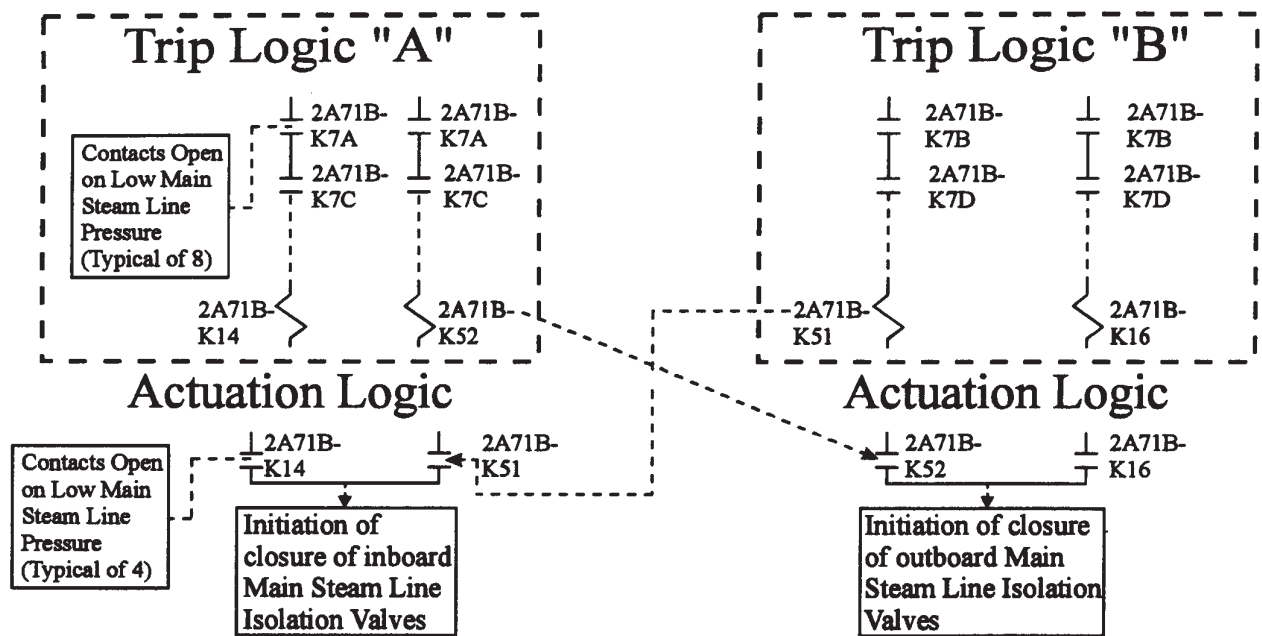 Trip Logic "A"
2A71B-
K7A
2A71B-
K7A
2A71B-
K7C
2A71B-
K7C
Contacts Open
on Low Main
Steam Line
Pressure
(Typical of 8)
2A71B-
K14
2A71B-
K52
Trip Logic "B"
2A71B-
K7B
2A71B-
K7B
2A71B-
K7D
2A71B-
K7D
2A71B-
K51
2A71B-
K16
Actuation Logic
Contacts Open
on Low Main
Steam Line
Pressure
(Typical of 4)
2A71B-
K14
2A71B-
K51
Initiation of
closure of inboard
Main Steam Line
Isolation Valves
Actuation Logic
2A71B-
K52
2A71B-
K16
Initiation of closure
of outboard Main
Steam Line Isolation
Valves